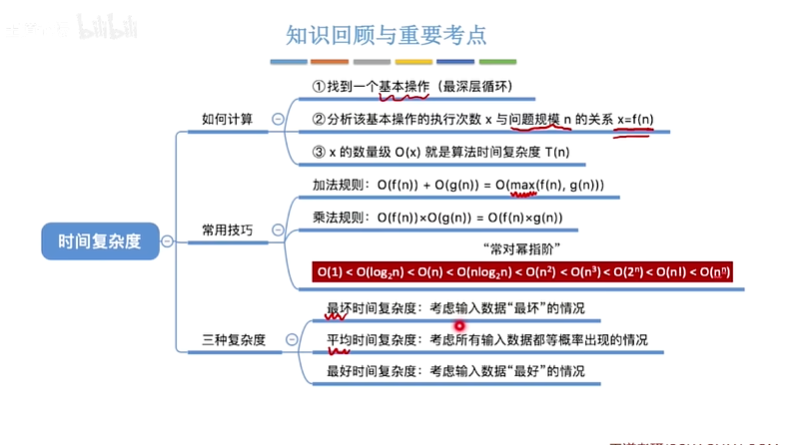 bilibili
知识回顾与重要考点
①找到一个基本操作（最深层循环）
如何计算
②分析该基本操作的执行次数 x 与问题规模 n 的关系 x=f(n)
③ x 的数量级 O(x) 就是算法时间复杂度 T(n)
加法规则：O(f(n)) + O(g(n)) = O(max(f(n), g(n)))
乘法规则：O(f(n))×O(g(n)) = O(f(n)×g(n))
常用技巧
时间复杂度
“常对幂指阶”
O(1) < O(log₂n) < O(n) < O(nlog₂n) < O(n²) < O(n³) < O(2ⁿ) < O(n!) < O(nⁿ)
最坏时间复杂度：考虑输入数据“最坏”的情况
三种复杂度
平均时间复杂度：考虑所有输入数据都等概率出现的情况
最好时间复杂度：考虑输入数据“最好”的情况